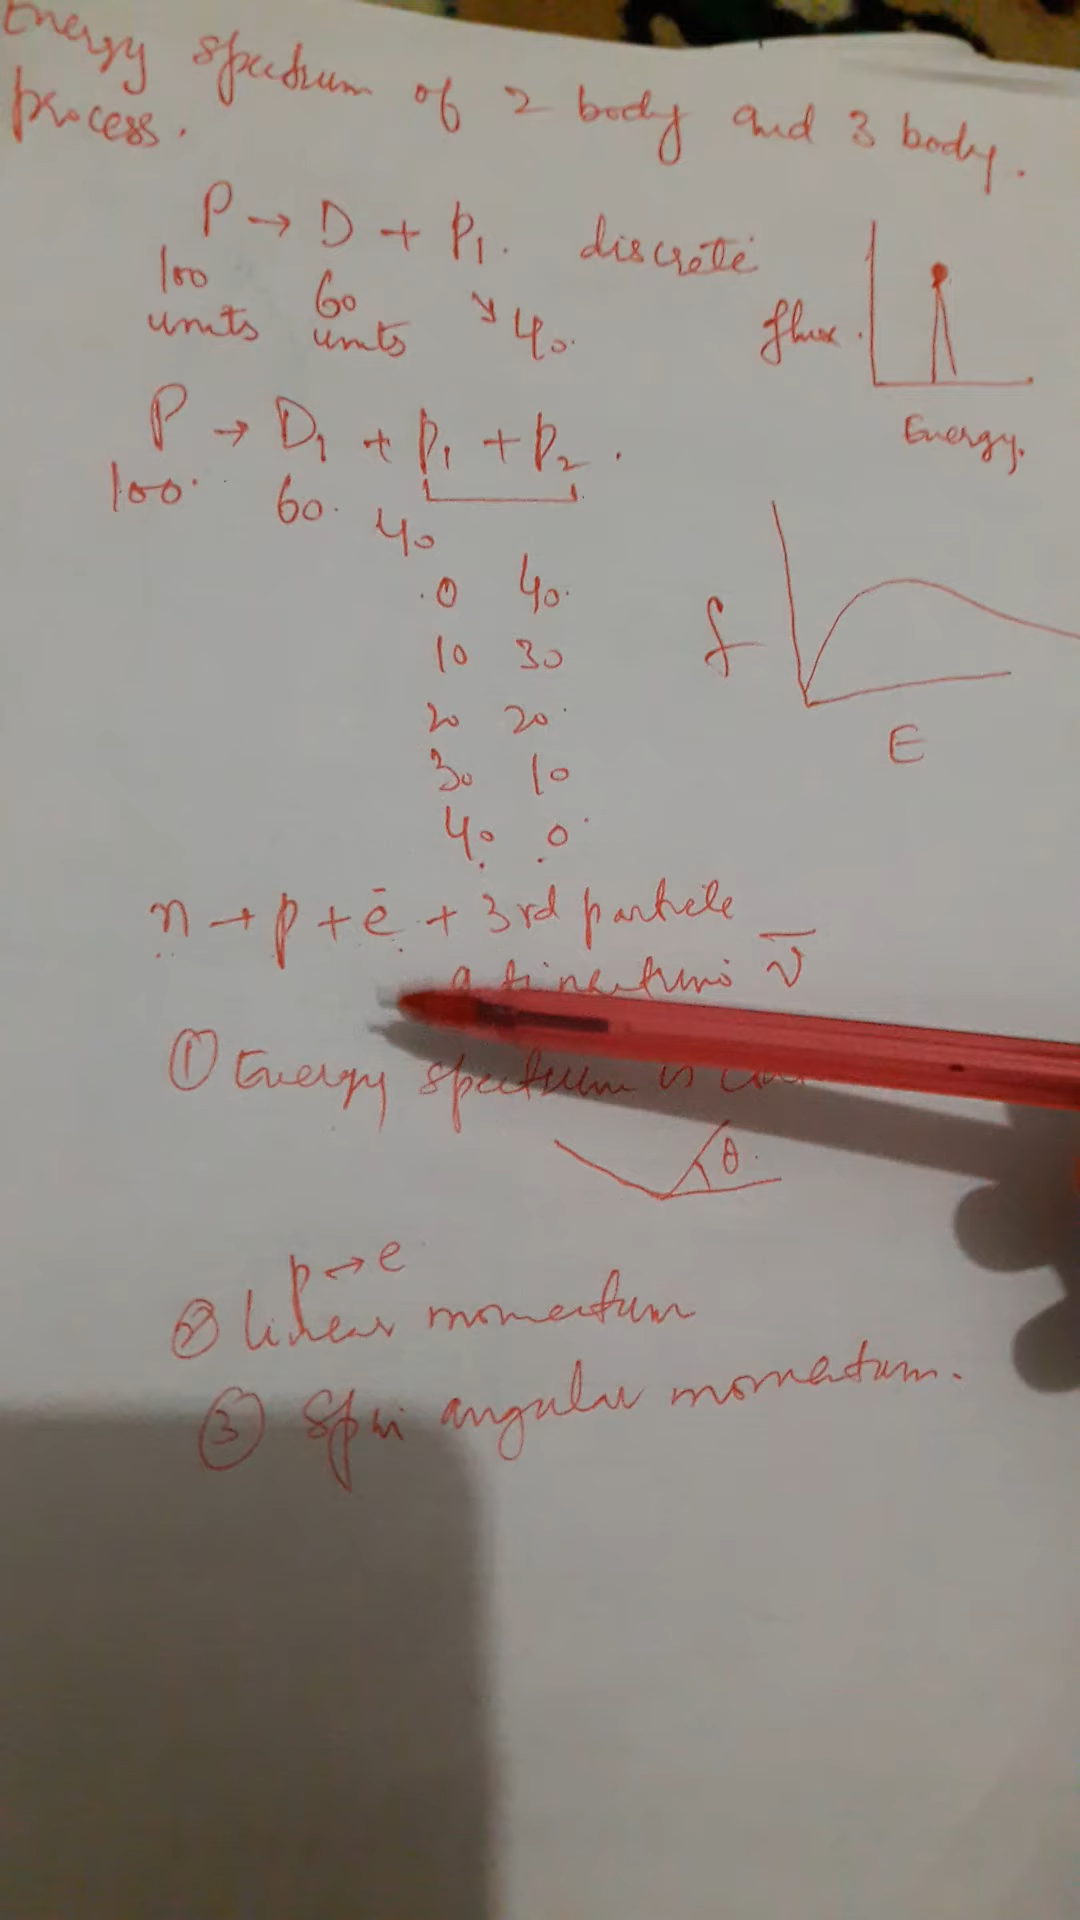 Energy spectrum of 2 body and 3 body.
process.
P → D + P₁. discrete
100 units 60 units ↘ 40.
flux.
Energy.
P → D₁ + P₁ + P₂.
100. 60. 40
0 40.
10 30
20 20
30 10
40 0
f
E
n → p + ē + 3rd particle
ν̅
① Energy spectrum is
θ.
p ↔ e
② linear momentum
③ Spin angular momentum.